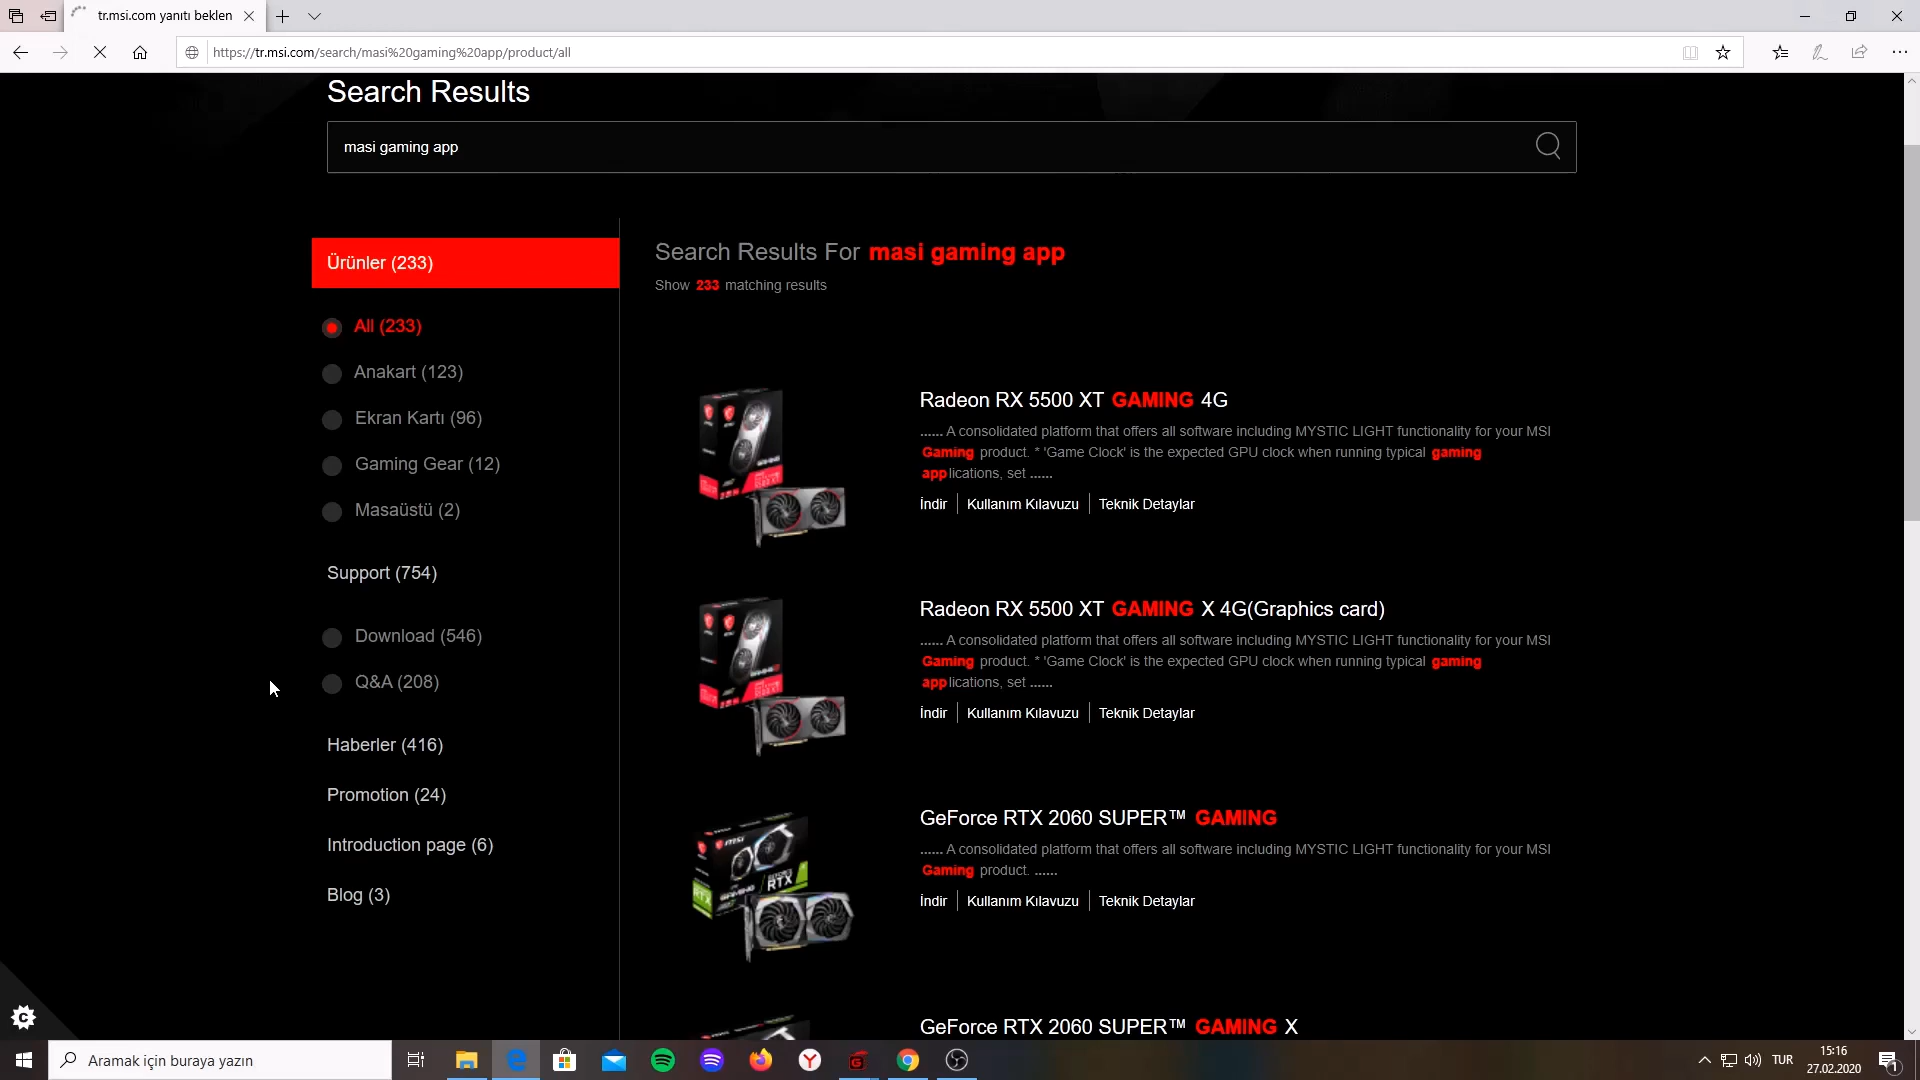 tr.msi.com yanıtı beklen
https://tr.msi.com/search/masi%20gaming%20app/product/all
Search Results
masi gaming app
Ürünler (233)
All (233)
Anakart (123)
Ekran Kartı (96)
Gaming Gear (12)
Masaüstü (2)
Support (754)
Download (546)
Q&A (208)
Haberler (416)
Promotion (24)
Introduction page (6)
Blog (3)
Search Results For masi gaming app
Show 233 matching results
Radeon RX 5500 XT GAMING 4G
...... A consolidated platform that offers all software including MYSTIC LIGHT functionality for your MSI
Gaming product. * 'Game Clock' is the expected GPU clock when running typical gaming
applications, set ......
İndir | Kullanım Kılavuzu | Teknik Detaylar
Radeon RX 5500 XT GAMING X 4G(Graphics card)
...... A consolidated platform that offers all software including MYSTIC LIGHT functionality for your MSI
Gaming product. * 'Game Clock' is the expected GPU clock when running typical gaming
applications, set ......
İndir | Kullanım Kılavuzu | Teknik Detaylar
GeForce RTX 2060 SUPER™ GAMING
...... A consolidated platform that offers all software including MYSTIC LIGHT functionality for your MSI
Gaming product. ......
İndir | Kullanım Kılavuzu | Teknik Detaylar
GeForce RTX 2060 SUPER™ GAMING X
Aramak için buraya yazın
TUR
15:16
27.02.2020
1